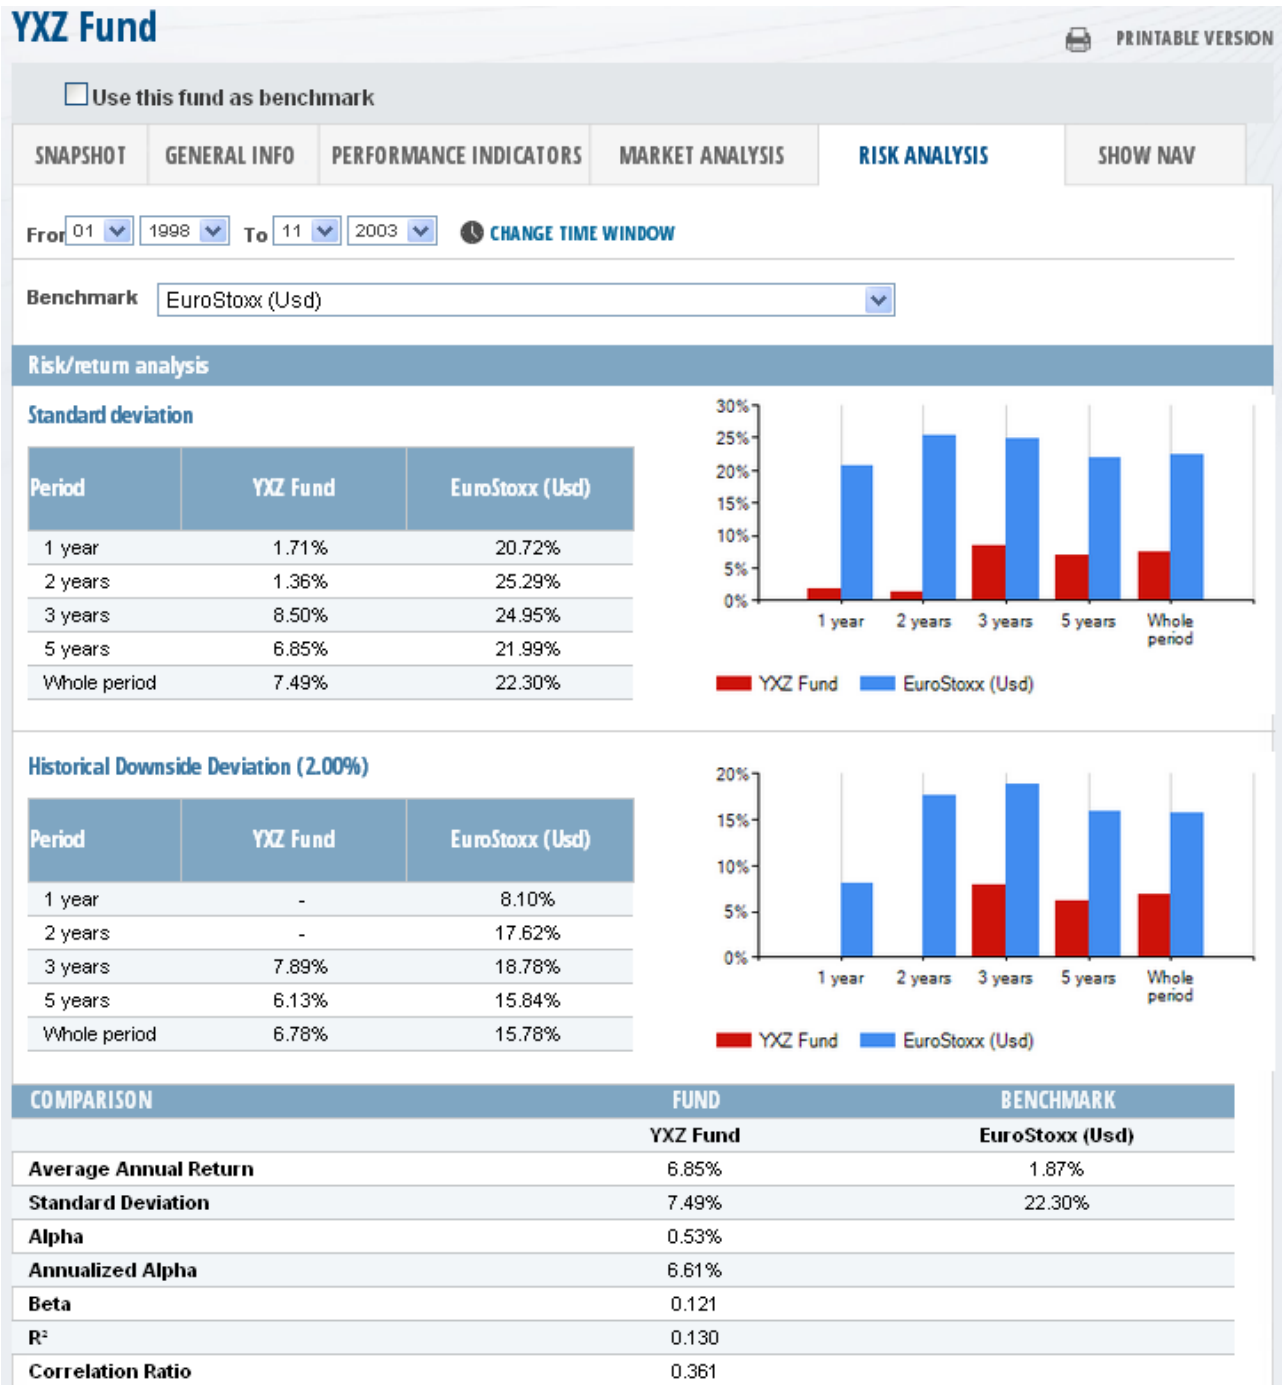 YXZ Fund
PRINTABLE VERSION
Use this fund as benchmark
SNAPSHOT GENERAL INFO PERFORMANCE INDICATORS MARKET ANALYSIS RISK ANALYSIS SHOW NAV
Fror 01 1998 To 11 2003 CHANGE TIME WINDOW
Benchmark EuroStoxx (Usd)
Risk/return analysis
Standard deviation
Period YXZ Fund EuroStoxx (Usd)
1 year 1.71% 20.72%
2 years 1.36% 25.29%
3 years 8.50% 24.95%
5 years 6.85% 21.99%
Whole period 7.49% 22.30%
30%
25%
20%
15%
10%
5%
0%
1 year 2 years 3 years 5 years Whole
period
YXZ Fund EuroStoxx (Usd)
Historical Downside Deviation (2.00%)
Period YXZ Fund EuroStoxx (Usd)
1 year - 8.10%
2 years - 17.62%
3 years 7.89% 18.78%
5 years 6.13% 15.84%
Whole period 6.78% 15.78%
20%
15%
10%
5%
0%
1 year 2 years 3 years 5 years Whole
period
YXZ Fund EuroStoxx (Usd)
COMPARISON FUND BENCHMARK
YXZ Fund EuroStoxx (Usd)
Average Annual Return 6.85% 1.87%
Standard Deviation 7.49% 22.30%
Alpha 0.53%
Annualized Alpha 6.61%
Beta 0.121
R² 0.130
Correlation Ratio 0.361